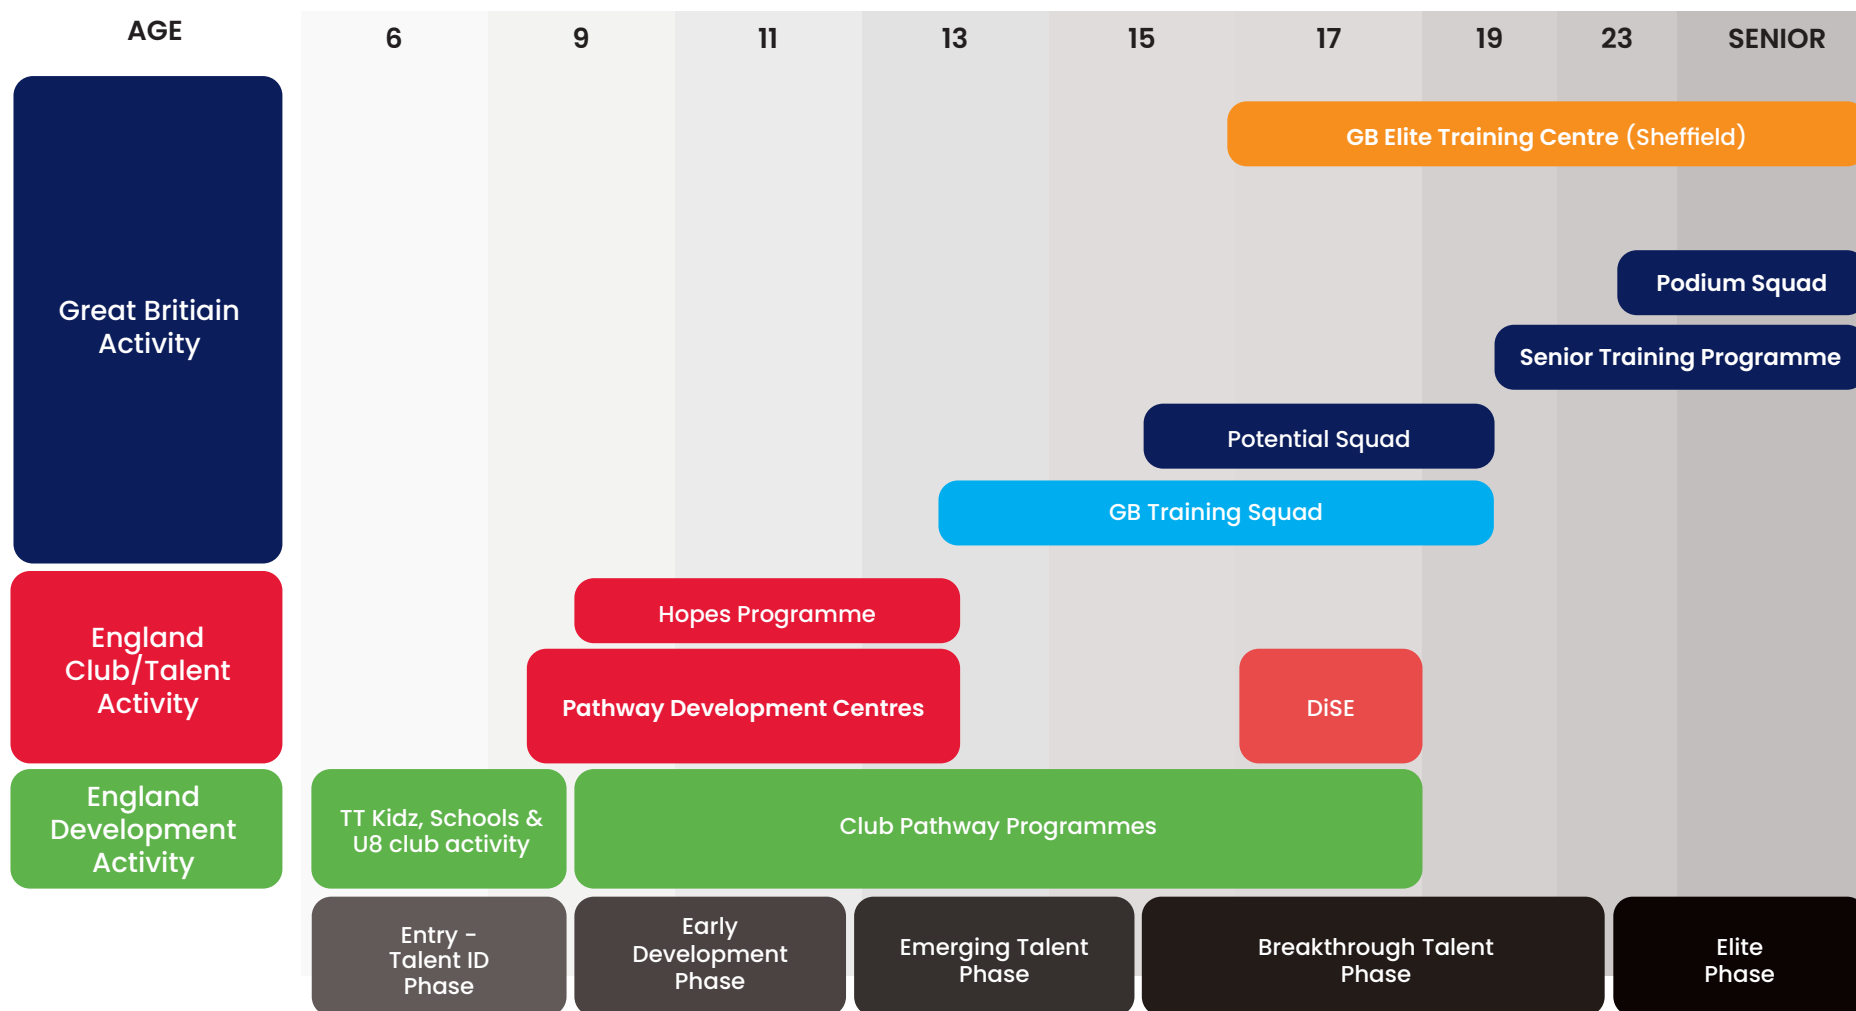 AGE 6 9 11 13 15 17 19 23 SENIOR
GB Elite Training Centre (Sheffield)
Great Britiain
Activity
Podium Squad
Senior Training Programme
Potential Squad
GB Training Squad
England
Club/Talent
Activity
Hopes Programme
Pathway Development Centres
DiSE
England
Development
Activity
TT Kidz, Schools &
U8 club activity
Club Pathway Programmes
Entry -
Talent ID
Phase
Early
Development
Phase
Emerging Talent
Phase
Breakthrough Talent
Phase
Elite
Phase